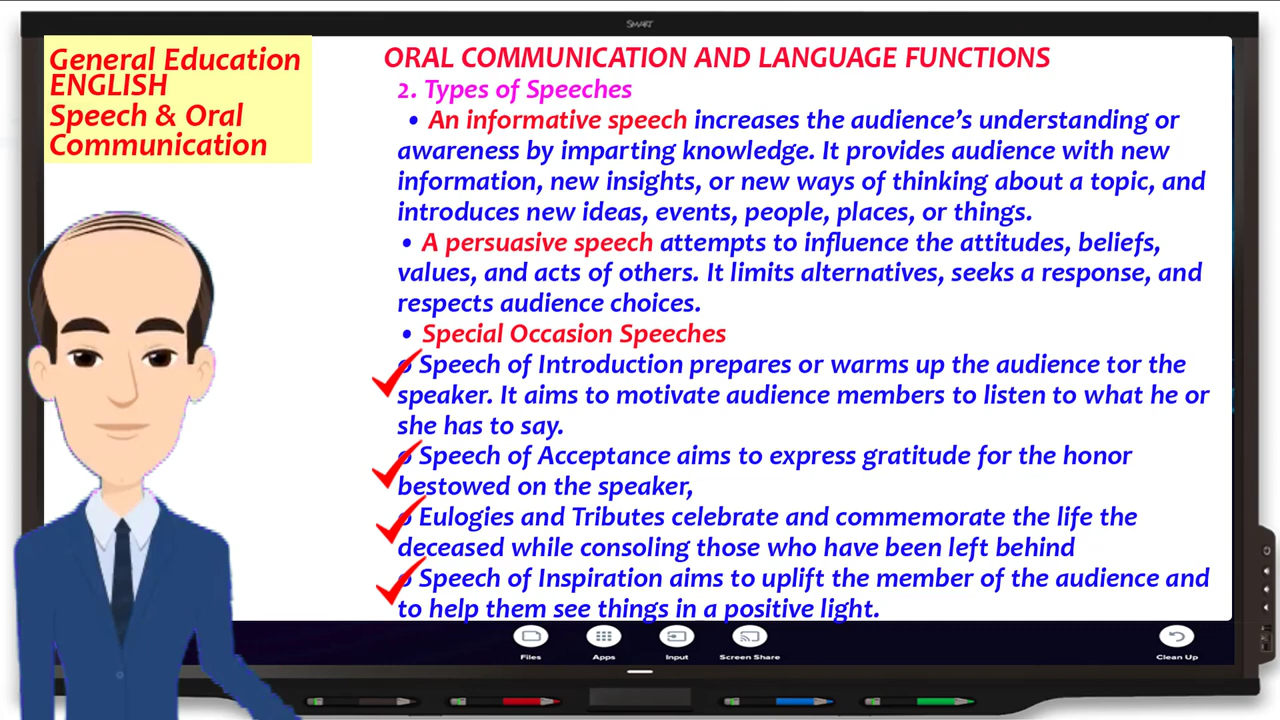 SMART
General Education
ENGLISH
Speech & Oral
Communication
ORAL COMMUNICATION AND LANGUAGE FUNCTIONS
2. Types of Speeches
• An informative speech increases the audience’s understanding or
awareness by imparting knowledge. It provides audience with new
information, new insights, or new ways of thinking about a topic, and
introduces new ideas, events, people, places, or things.
• A persuasive speech attempts to influence the attitudes, beliefs,
values, and acts of others. It limits alternatives, seeks a response, and
respects audience choices.
• Special Occasion Speeches
o Speech of Introduction prepares or warms up the audience tor the
speaker. It aims to motivate audience members to listen to what he or
she has to say.
o Speech of Acceptance aims to express gratitude for the honor
bestowed on the speaker,
o Eulogies and Tributes celebrate and commemorate the life the
deceased while consoling those who have been left behind
o Speech of Inspiration aims to uplift the member of the audience and
to help them see things in a positive light.
Files Apps Input Screen Share Clean Up